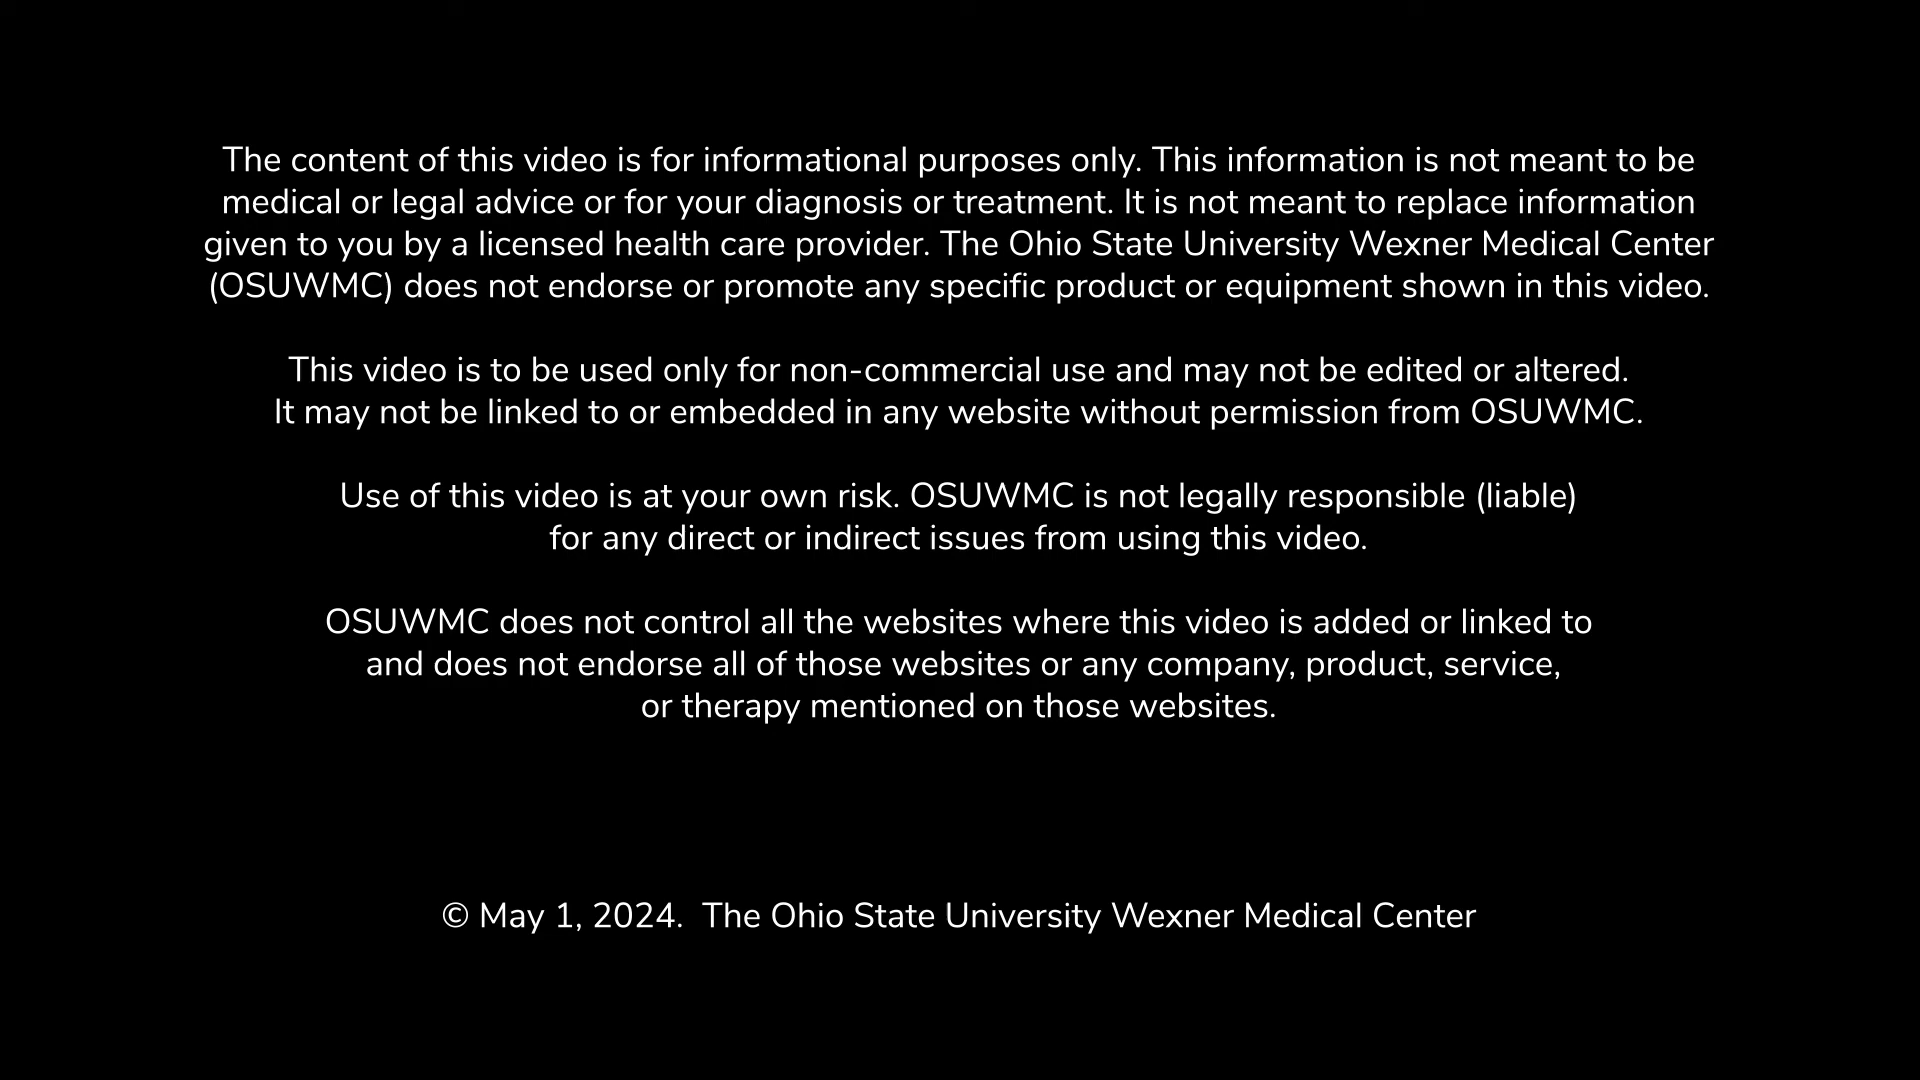 The content of this video is for informational purposes only. This information is not meant to be
medical or legal advice or for your diagnosis or treatment. It is not meant to replace information
given to you by a licensed health care provider. The Ohio State University Wexner Medical Center
(OSUWMC) does not endorse or promote any specific product or equipment shown in this video.
This video is to be used only for non-commercial use and may not be edited or altered.
It may not be linked to or embedded in any website without permission from OSUWMC.
Use of this video is at your own risk. OSUWMC is not legally responsible (liable)
for any direct or indirect issues from using this video.
OSUWMC does not control all the websites where this video is added or linked to
and does not endorse all of those websites or any company, product, service,
or therapy mentioned on those websites.
© May 1, 2024.  The Ohio State University Wexner Medical Center